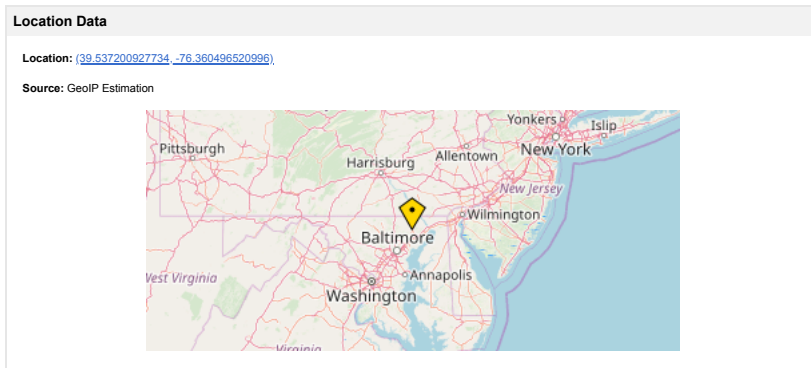 Location Data
Location: (39.537200927734, -76.360496520996)
Source: GeoIP Estimation
Yonkers
Islip
Pittsburgh
New York
Harrisburg
Allentown
New Jersey
Wilmington
Baltimore
West Virginia
Annapolis
Washington
Virginia